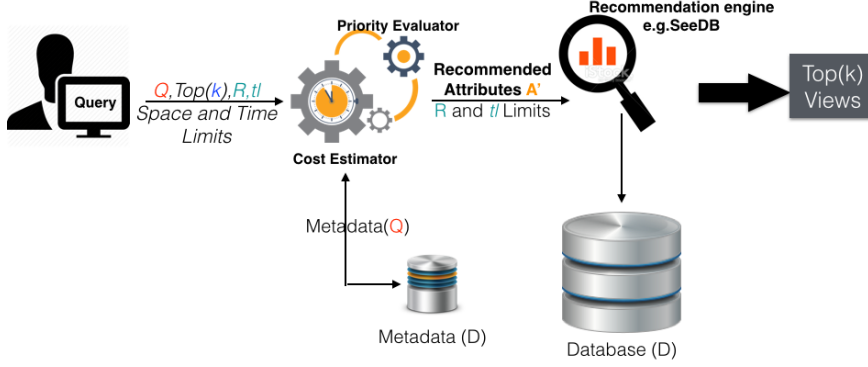 Query
Q,Top(k),R,tl
Space and Time
Limits
Priority Evaluator
Cost Estimator
Recommended
Attributes A'
R and tl Limits
Recommendation engine
e.g.SeeDB
Top(k)
Views
Metadata(Q)
Metadata (D)
Database (D)